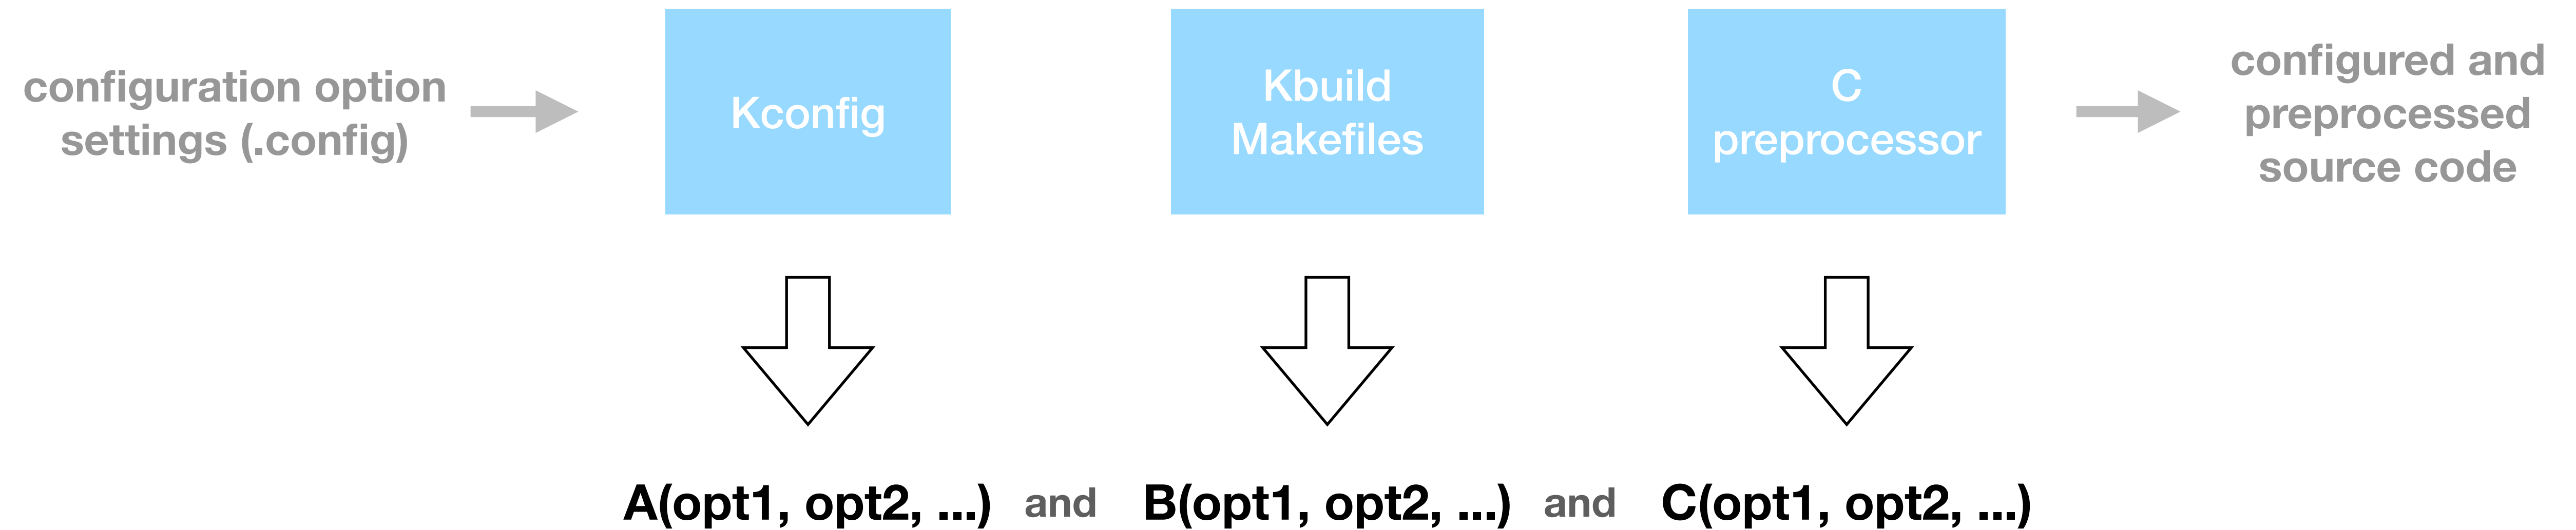 configuration option
settings (.config)
Kconfig
Kbuild
Makefiles
C
preprocessor
configured and
preprocessed
source code
A(opt1, opt2, ...) and B(opt1, opt2, ...) and C(opt1, opt2, ...)